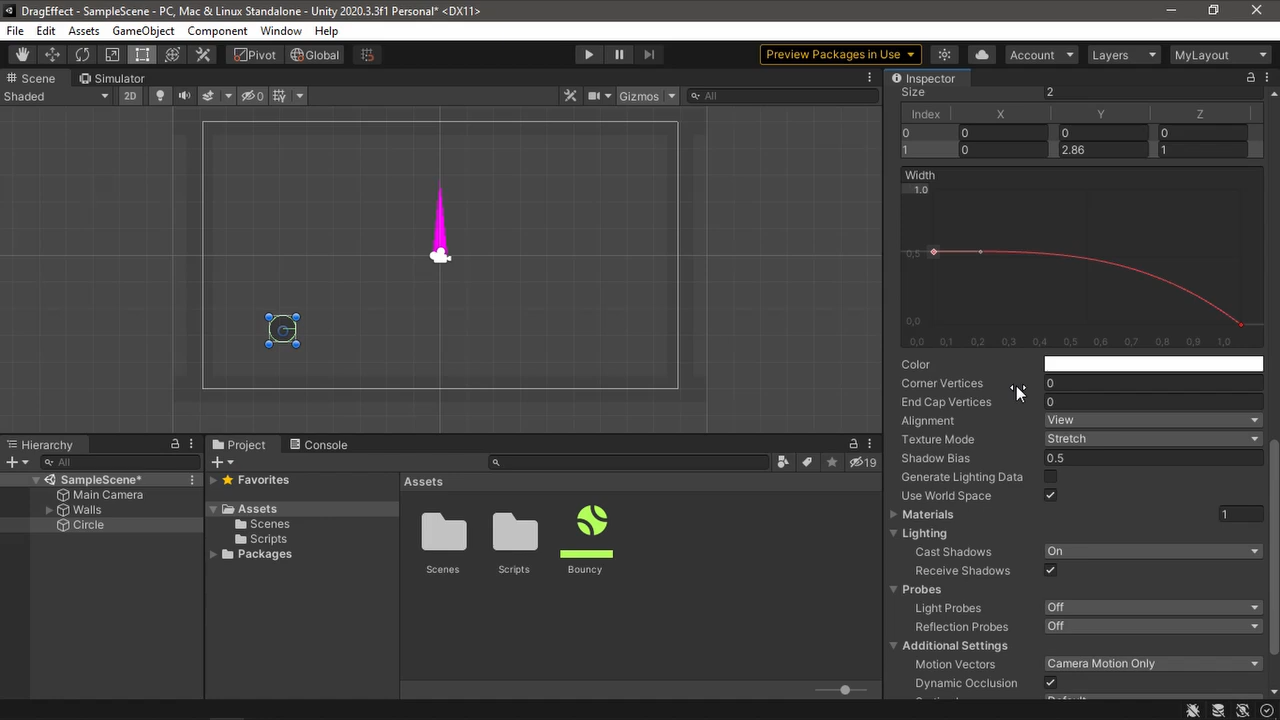 DragEffect - SampleScene - PC, Mac & Linux Standalone - Unity 2020.3.3f1 Personal* <DX11>
File Edit Assets GameObject Component Window Help
Pivot Global Preview Packages in Use Account Layers MyLayout
Scene Simulator
Shaded 2D 0 Gizmos All
Inspector
Size 2
Index X Y Z
0 0 0 0
1 0 2.86 1
Width
1.0
0,5
0,0
0,0 0,1 0,2 0,3 0,4 0,5 0,6 0,7 0,8 0,9 1,0
Color
Corner Vertices 0
End Cap Vertices 0
Alignment View
Texture Mode Stretch
Shadow Bias 0.5
Generate Lighting Data
Use World Space
Materials 1
Lighting
Cast Shadows On
Receive Shadows
Probes
Light Probes Off
Reflection Probes Off
Additional Settings
Motion Vectors Camera Motion Only
Dynamic Occlusion
Hierarchy
All
SampleScene*
Main Camera
Walls
Circle
Project Console
19
Favorites
Assets
Scenes
Scripts
Packages
Assets
Scenes Scripts Bouncy